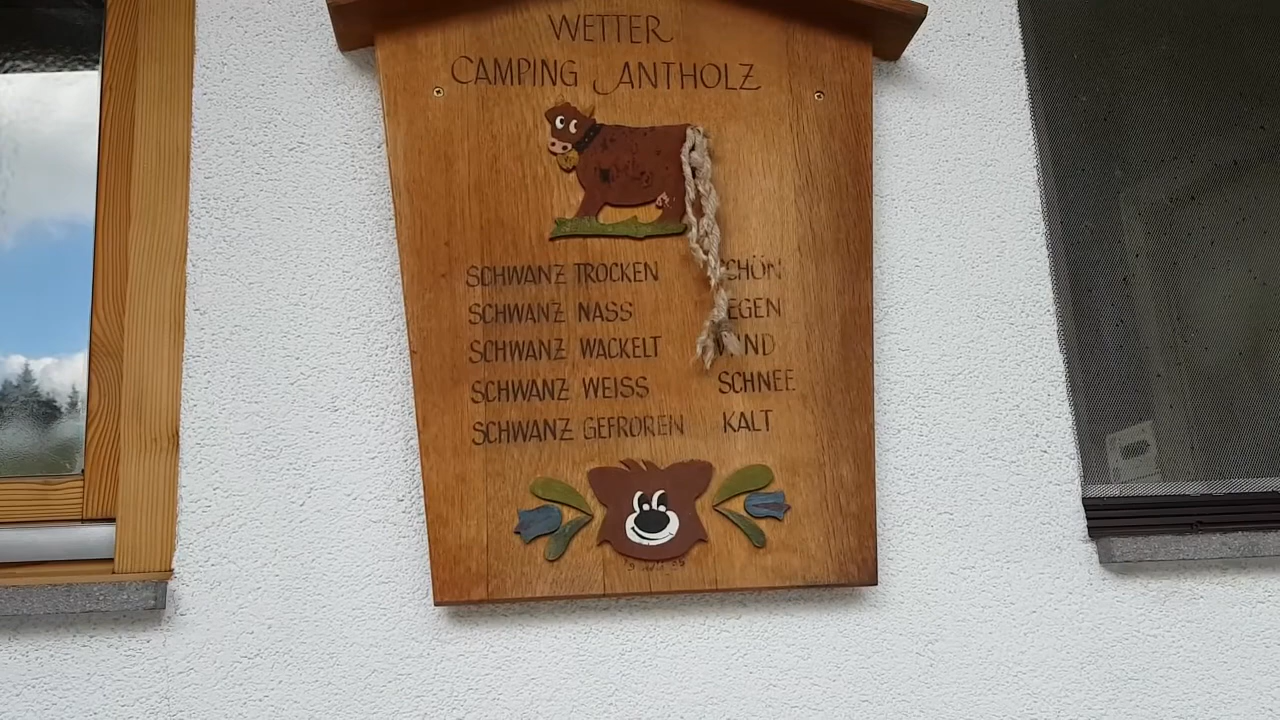 WETTER
CAMPING ANTHOLZ
SCHWANZ TROCKEN SCHÖN
SCHWANZ NASS REGEN
SCHWANZ WACKELT WIND
SCHWANZ WEISS SCHNEE
SCHWANZ GEFROREN KALT